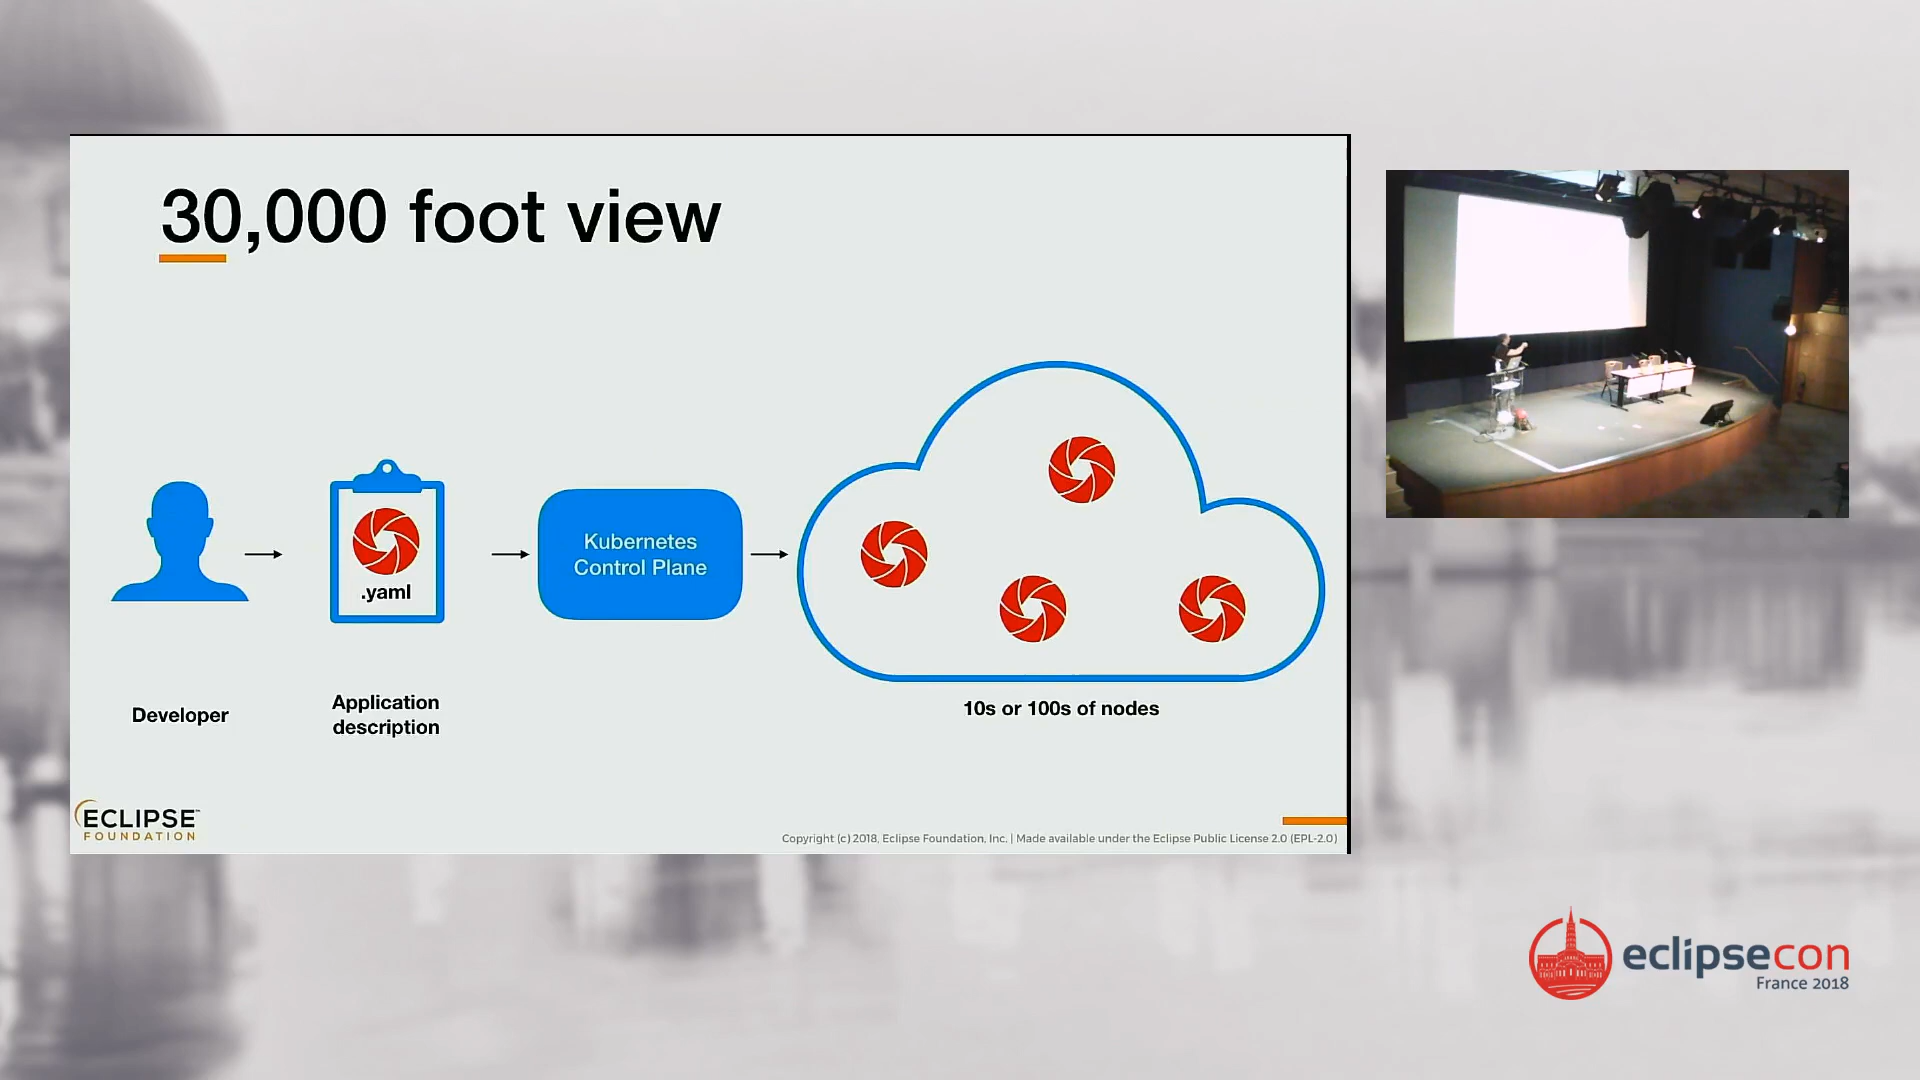 30,000 foot view
.yaml
Kubernetes
Control Plane
Developer
Application
description
10s or 100s of nodes
ECLIPSE™
FOUNDATION
Copyright (c) 2018, Eclipse Foundation, Inc. | Made available under the Eclipse Public License 2.0 (EPL-2.0)
eclipsecon
France 2018